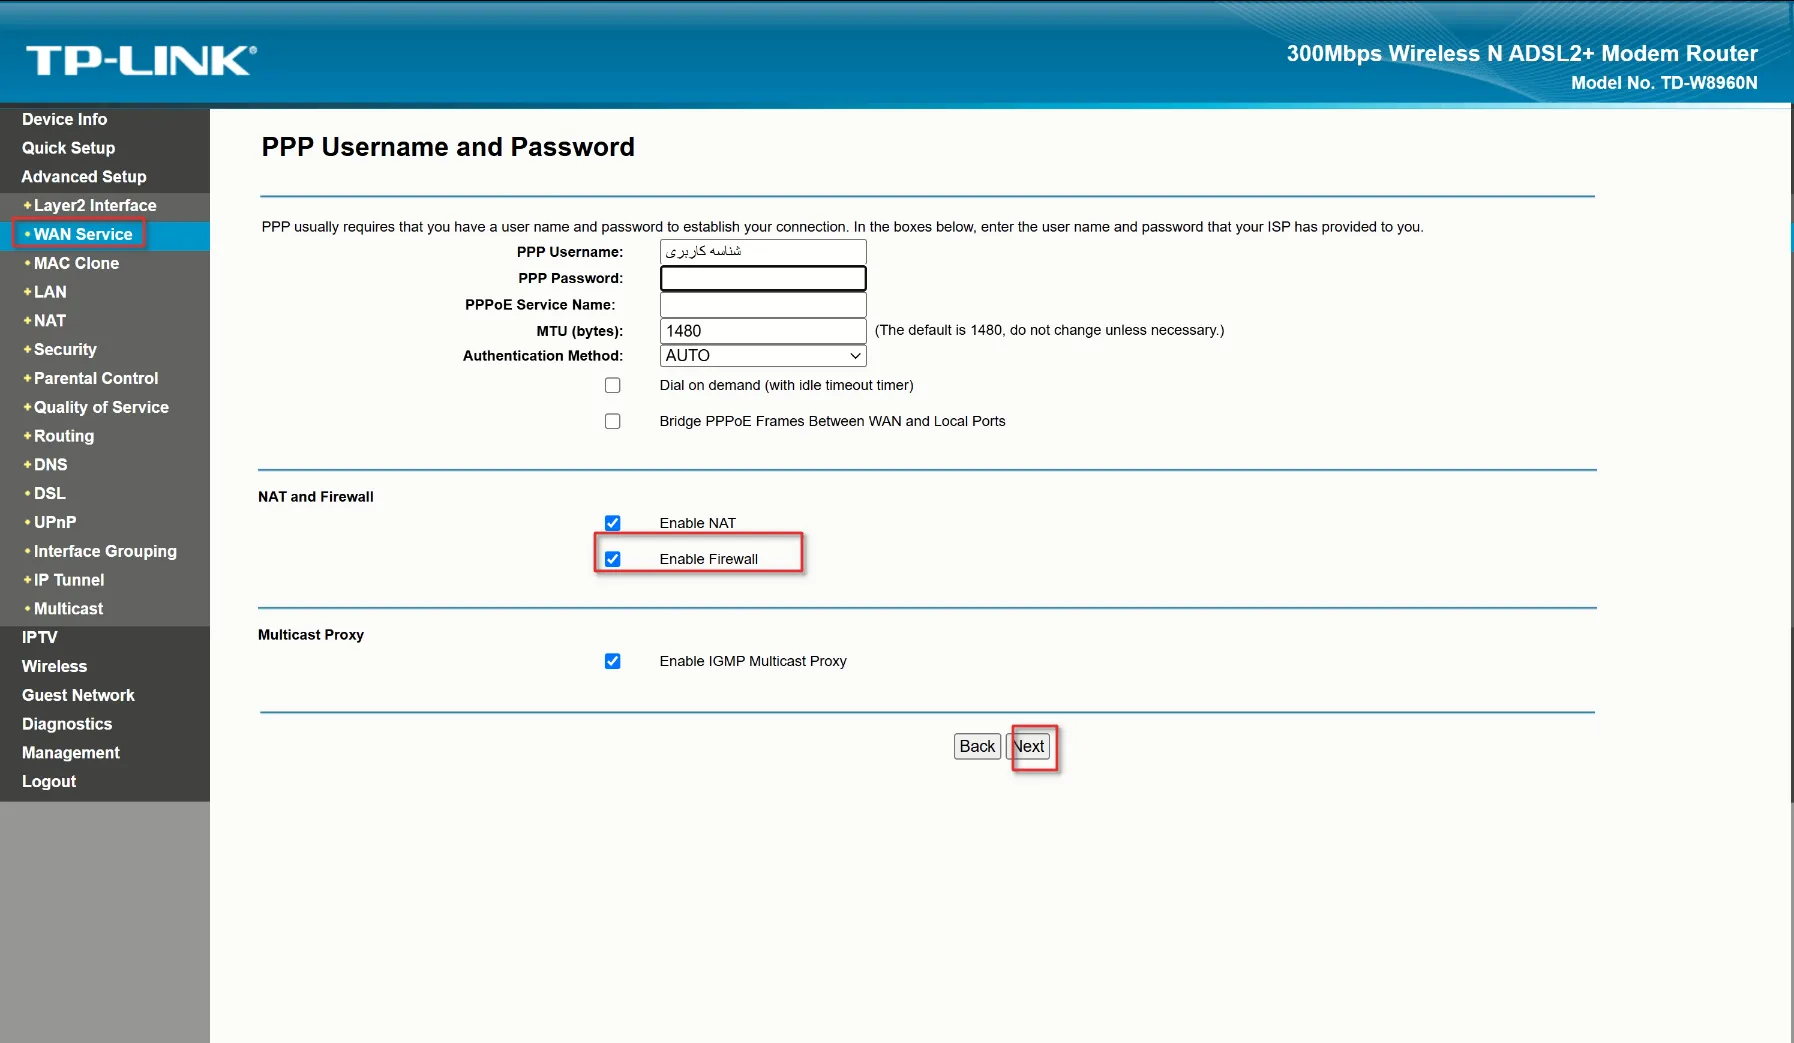 TP-LINK®
300Mbps Wireless N ADSL2+ Modem Router
Model No. TD-W8960N
Device Info
Quick Setup
Advanced Setup
+Layer2 Interface
•WAN Service
•MAC Clone
+LAN
+NAT
+Security
+Parental Control
+Quality of Service
+Routing
+DNS
•DSL
•UPnP
•Interface Grouping
+IP Tunnel
•Multicast
IPTV
Wireless
Guest Network
Diagnostics
Management
Logout
PPP Username and Password
PPP usually requires that you have a user name and password to establish your connection. In the boxes below, enter the user name and password that your ISP has provided to you.
PPP Username: شناسه کاربری
PPP Password:
PPPoE Service Name:
MTU (bytes): 1480 (The default is 1480, do not change unless necessary.)
Authentication Method: AUTO
Dial on demand (with idle timeout timer)
Bridge PPPoE Frames Between WAN and Local Ports
NAT and Firewall
Enable NAT
Enable Firewall
Multicast Proxy
Enable IGMP Multicast Proxy
Back Next